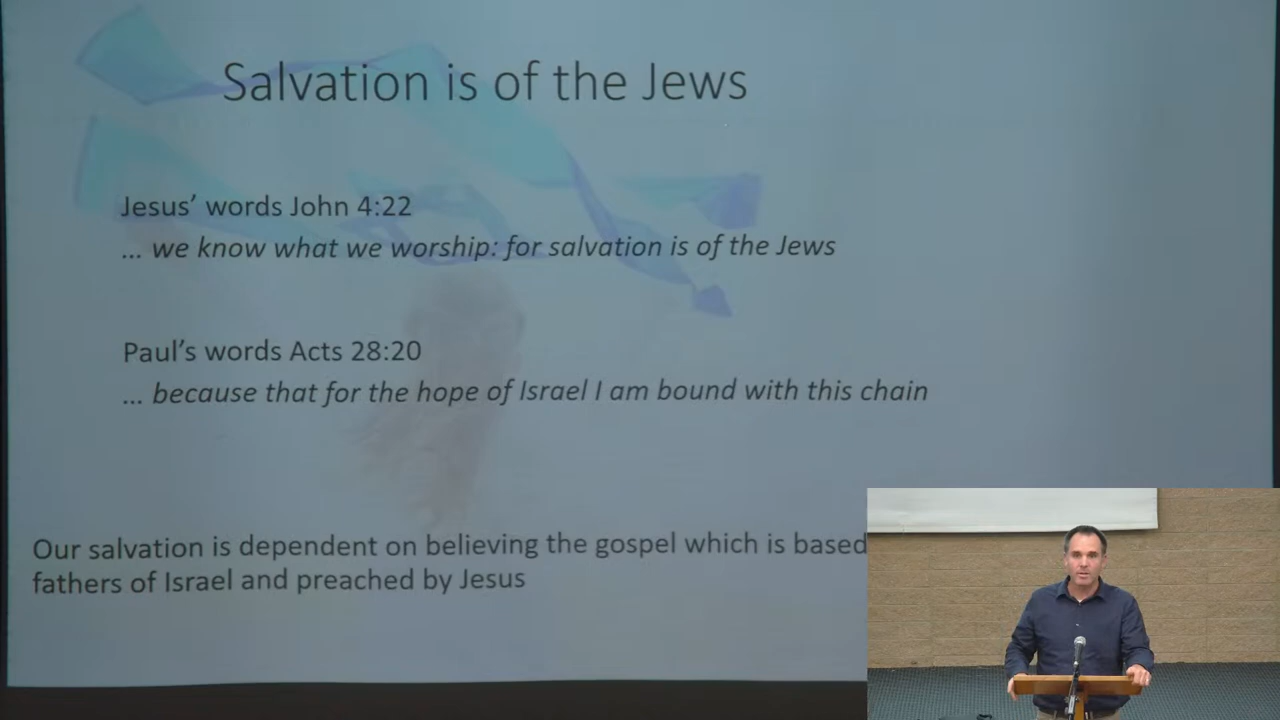 Salvation is of the Jews
Jesus’ words John 4:22
… we know what we worship: for salvation is of the Jews
Paul’s words Acts 28:20
… because that for the hope of Israel I am bound with this chain
Our salvation is dependent on believing the gospel which is based
fathers of Israel and preached by Jesus